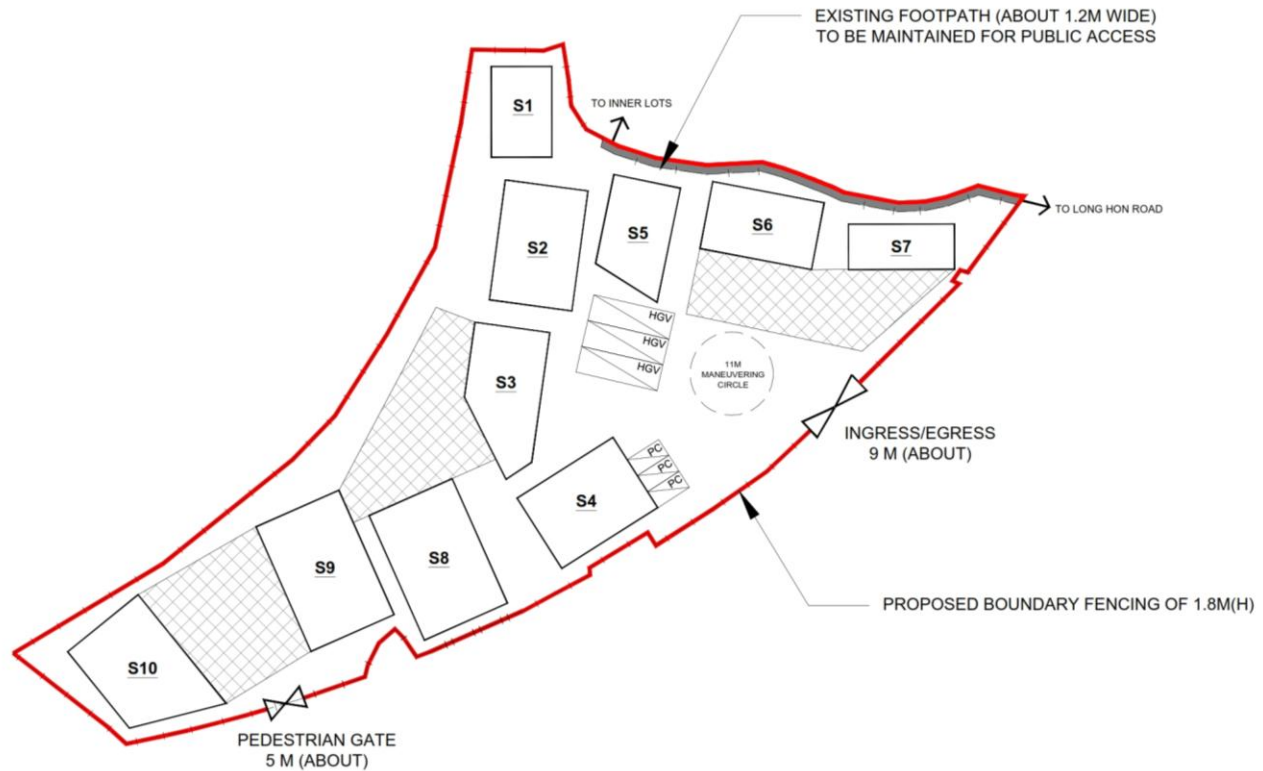 EXISTING FOOTPATH (ABOUT 1.2M WIDE)
TO BE MAINTAINED FOR PUBLIC ACCESS
S1
TO INNER LOTS
TO LONG HON ROAD
S2
S5
S6
S7
HGV
HGV
HGV
11M
MANEUVERING
CIRCLE
S3
INGRESS/EGRESS
9 M (ABOUT)
PC
PC
PC
S4
S9
S8
PROPOSED BOUNDARY FENCING OF 1.8M(H)
S10
PEDESTRIAN GATE
5 M (ABOUT)